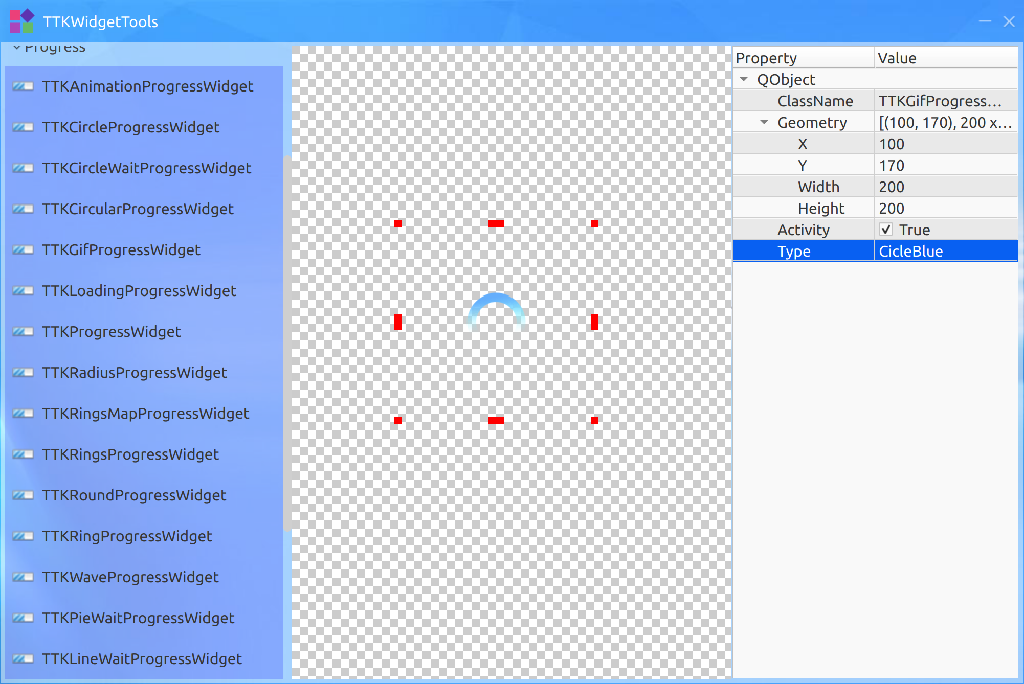 TTKWidgetTools
Progress
TTKAnimationProgressWidget
TTKCircleProgressWidget
TTKCircleWaitProgressWidget
TTKCircularProgressWidget
TTKGifProgressWidget
TTKLoadingProgressWidget
TTKProgressWidget
TTKRadiusProgressWidget
TTKRingsMapProgressWidget
TTKRingsProgressWidget
TTKRoundProgressWidget
TTKRingProgressWidget
TTKWaveProgressWidget
TTKPieWaitProgressWidget
TTKLineWaitProgressWidget
Property Value
QObject
ClassName TTKGifProgress...
Geometry [(100, 170), 200 x...
X 100
Y 170
Width 200
Height 200
Activity True
Type CicleBlue